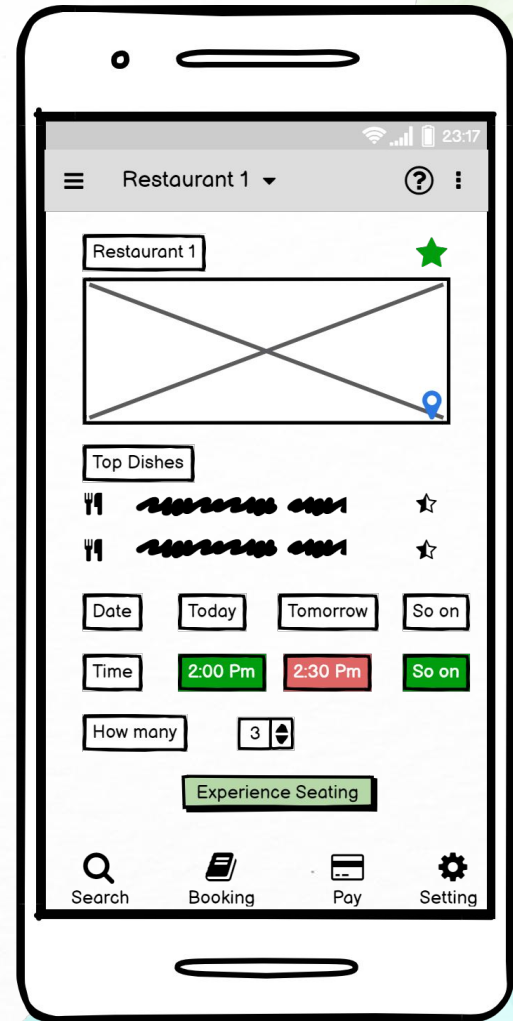 23:17
Restaurant 1
?
Restaurant 1
Top Dishes
Date Today Tomorrow So on
Time 2:00 Pm 2:30 Pm So on
How many 3
Experience Seating
Search Booking Pay Setting